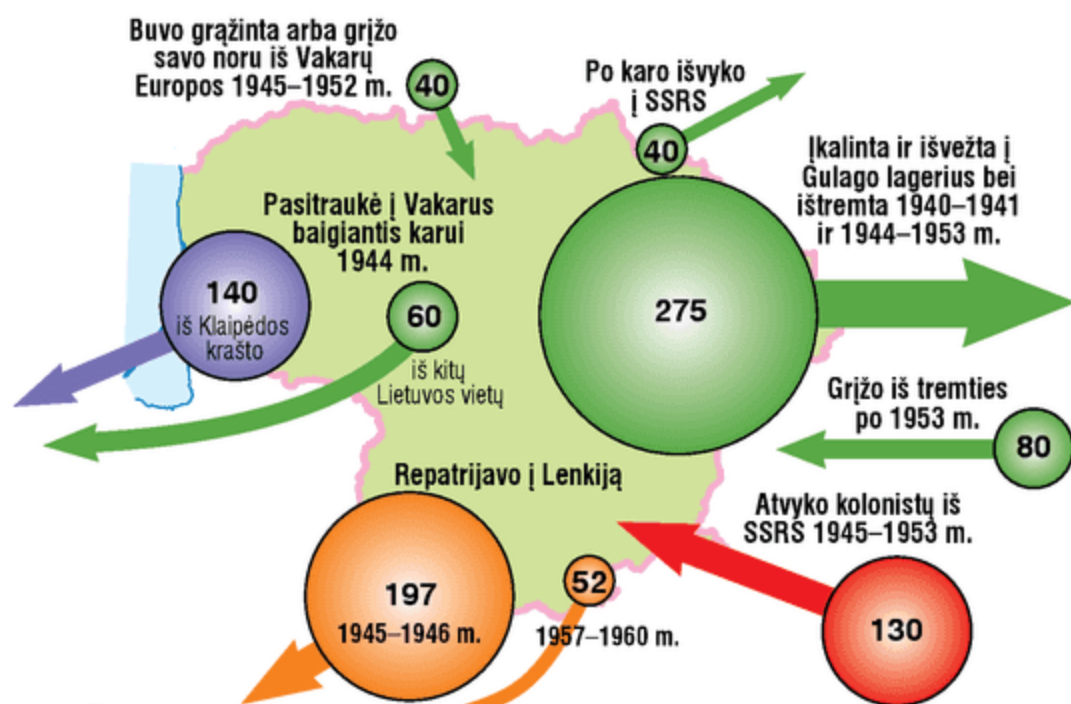 Buvo grąžinta arba grįžo
savo noru iš Vakarų
Europos 1945–1952 m.
40
Po karo išvyko
į SSRS
40
Įkalinta ir išvežta į
Gulago lagerius bei
ištremta 1940–1941
ir 1944–1953 m.
275
Pasitraukė į Vakarus
baigiantis karui
1944 m.
140
iš Klaipėdos
krašto
60
iš kitų
Lietuvos vietų
Grįžo iš tremties
po 1953 m.
80
Repatrijavo į Lenkiją
197
1945–1946 m.
52
1957–1960 m.
Atvyko kolonistų iš
SSRS 1945–1953 m.
130